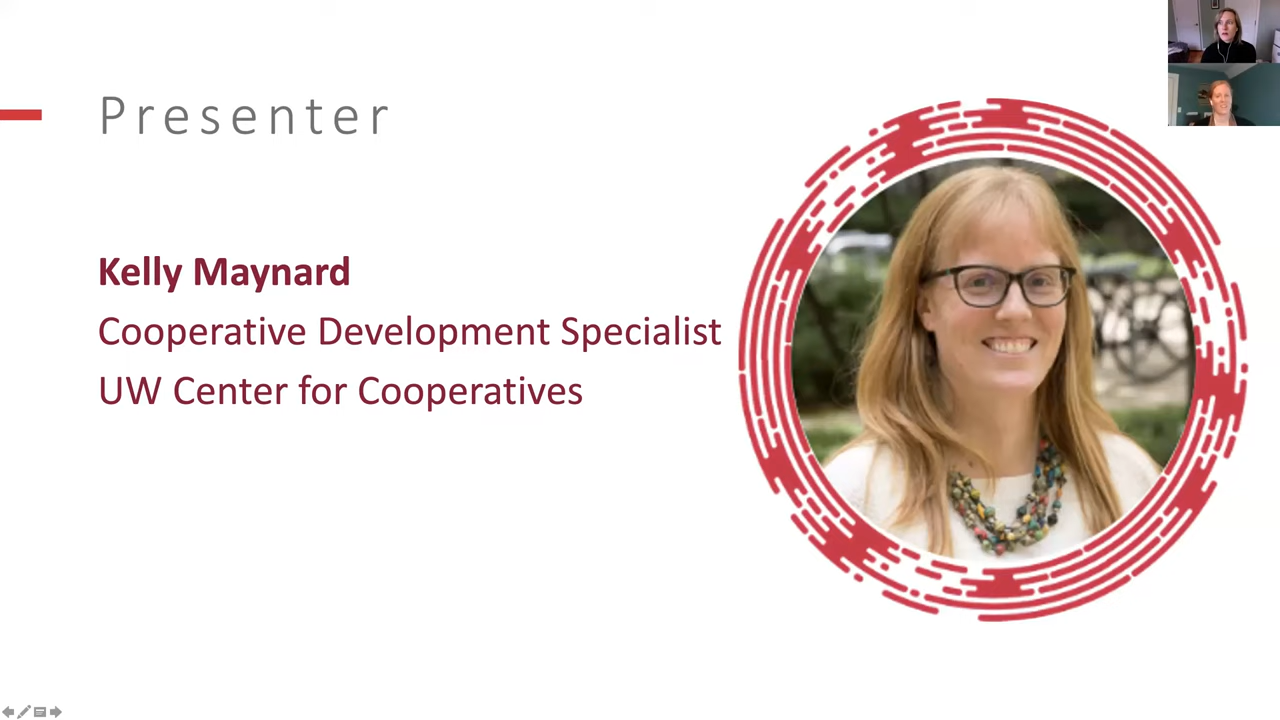 Presenter
Kelly Maynard
Cooperative Development Specialist
UW Center for Cooperatives